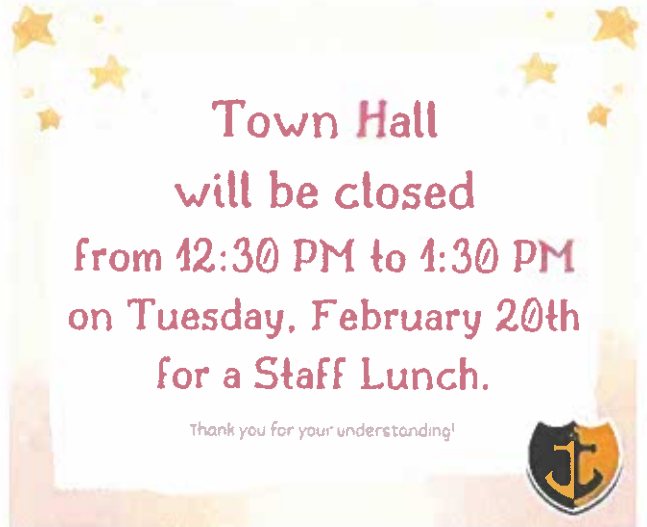 Town Hall
will be closed
from 12:30 PM to 1:30 PM
on Tuesday, February 20th
for a Staff Lunch.
Thank you for your understanding!